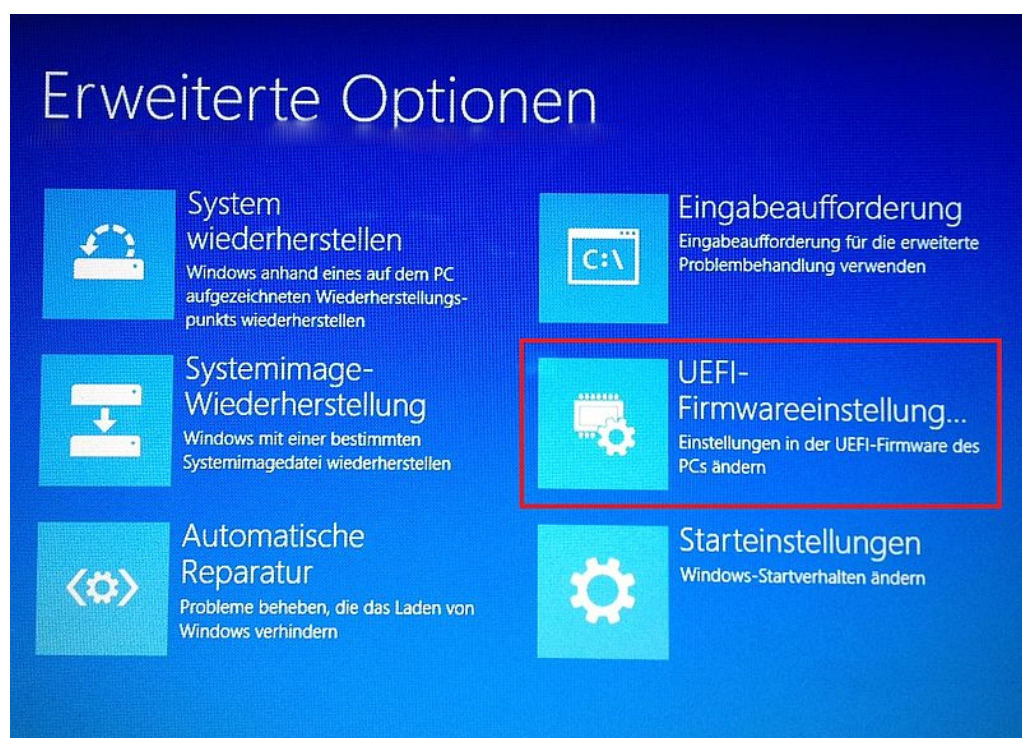 Erweiterte Optionen
System
wiederherstellen
Windows anhand eines auf dem PC
aufgezeichneten Wiederherstellungs-
punkts wiederherstellen
Systemimage-
Wiederherstellung
Windows mit einer bestimmten
Systemimagedatei wiederherstellen
Automatische
Reparatur
Probleme beheben, die das Laden von
Windows verhindern
C:\
Eingabeaufforderung
Eingabeaufforderung für die erweiterte
Problembehandlung verwenden
UEFI-
Firmwareeinstellung...
Einstellungen in der UEFI-Firmware des
PCs ändern
Starteinstellungen
Windows-Startverhalten ändern